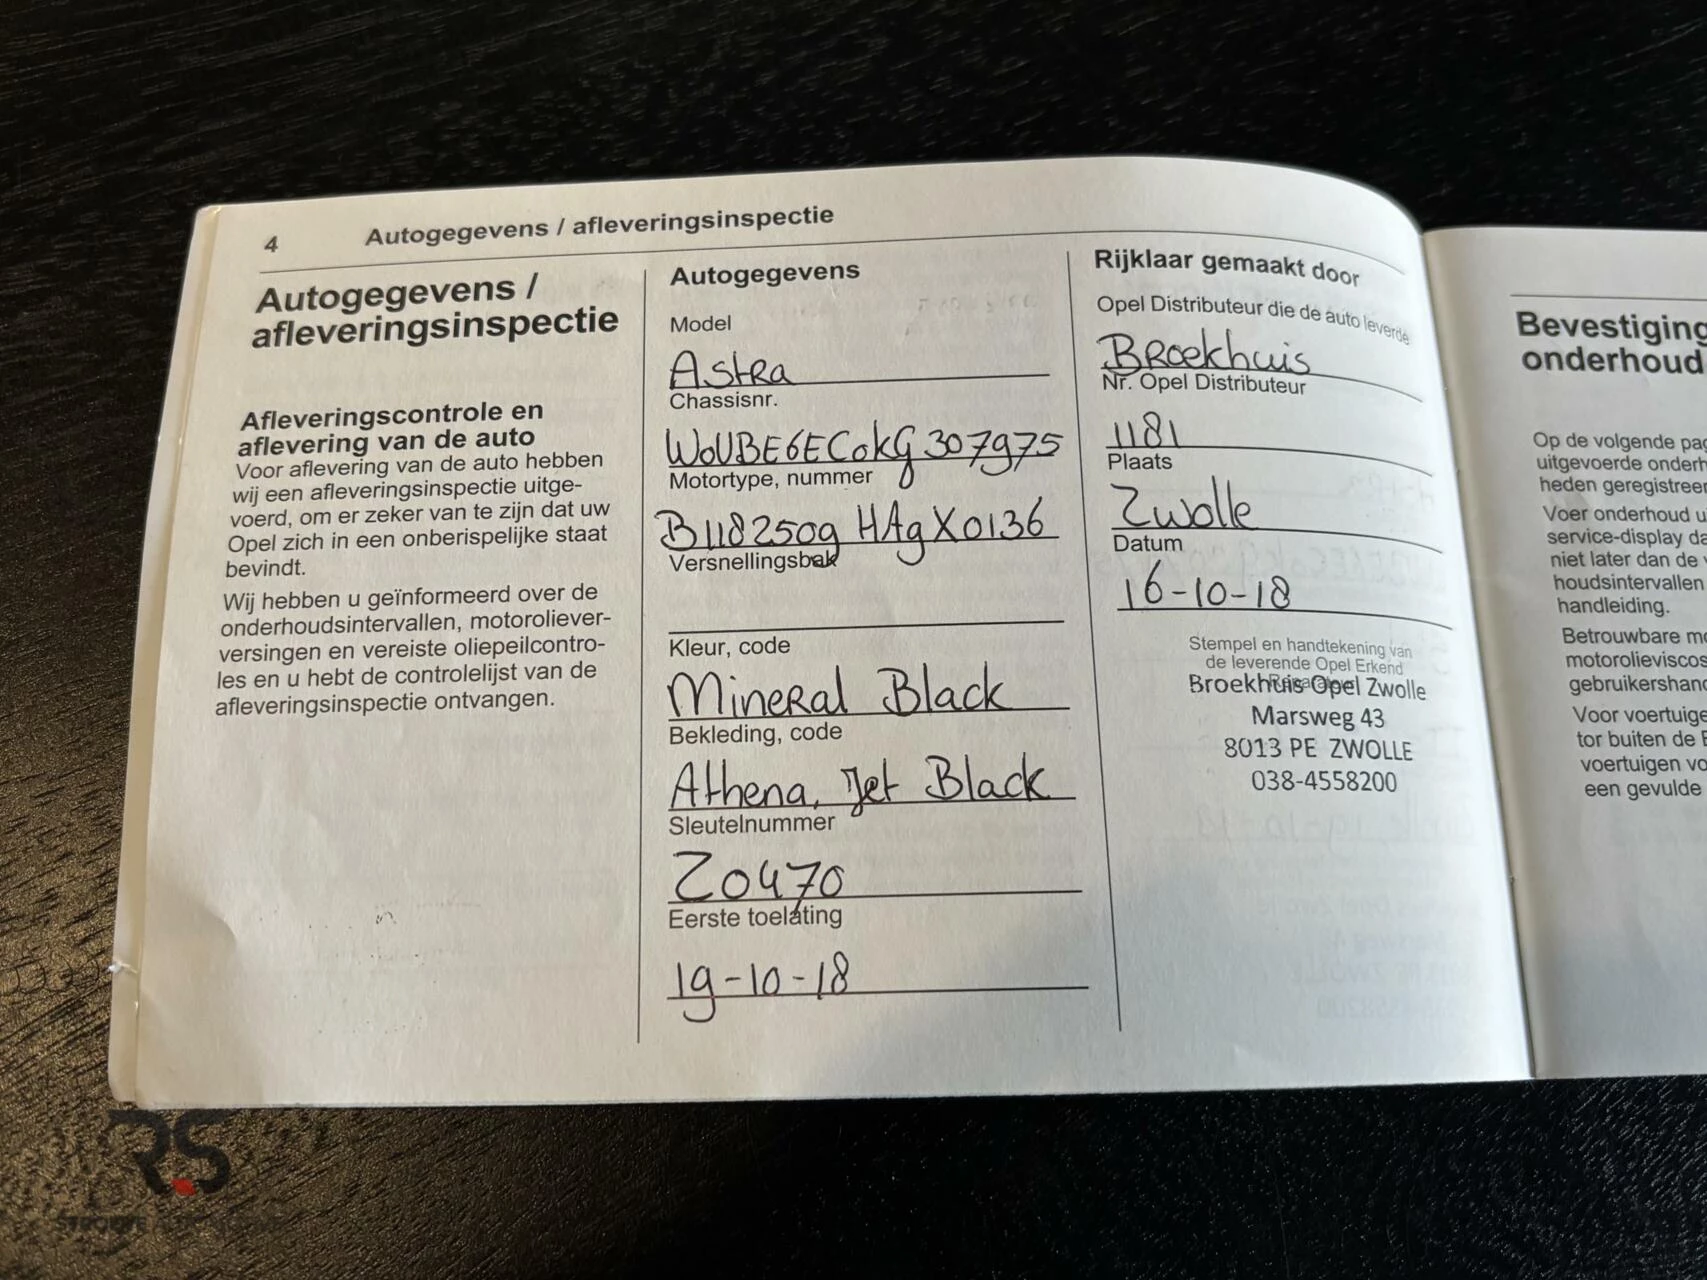 4
Autogegevens / afleveringsinspectie
Autogegevens /
afleveringsinspectie
Afleveringscontrole en
aflevering van de auto
Voor aflevering van de auto hebben
wij een afleveringsinspectie uitge-
voerd, om er zeker van te zijn dat uw
Opel zich in een onberispelijke staat
bevindt.
Wij hebben u geïnformeerd over de
onderhoudsintervallen, motoroliever-
versingen en vereiste oliepeilcontro-
les en u hebt de controlelijst van de
afleveringsinspectie ontvangen.
Autogegevens
Model
Astra
Chassisnr.
W0VBE6EC0KG307975
Motortype, nummer
B1182509 HAgX0136
Versnellingsbak
Kleur, code
Mineral Black
Bekleding, code
Athena, Jet Black
Sleutelnummer
Z0470
Eerste toelating
19-10-18
Rijklaar gemaakt door
Opel Distributeur die de auto leverde
Broekhuis
Nr. Opel Distributeur
1181
Plaats
Zwolle
Datum
16-10-18
Stempel en handtekening van
de leverende Opel Erkend
Reparateur
Broekhuis Opel Zwolle
Marsweg 43
8013 PE ZWOLLE
038-4558200
Bevestiging
onderhoud
Op de volgende pag
uitgevoerde onderh
heden geregistreer
Voer onderhoud u
service-display da
niet later dan de v
houdsintervallen
handleiding.
Betrouwbare mo
motorolieviscos
gebruikershand
Voor voertuige
tor buiten de E
voertuigen vo
een gevulde
RS